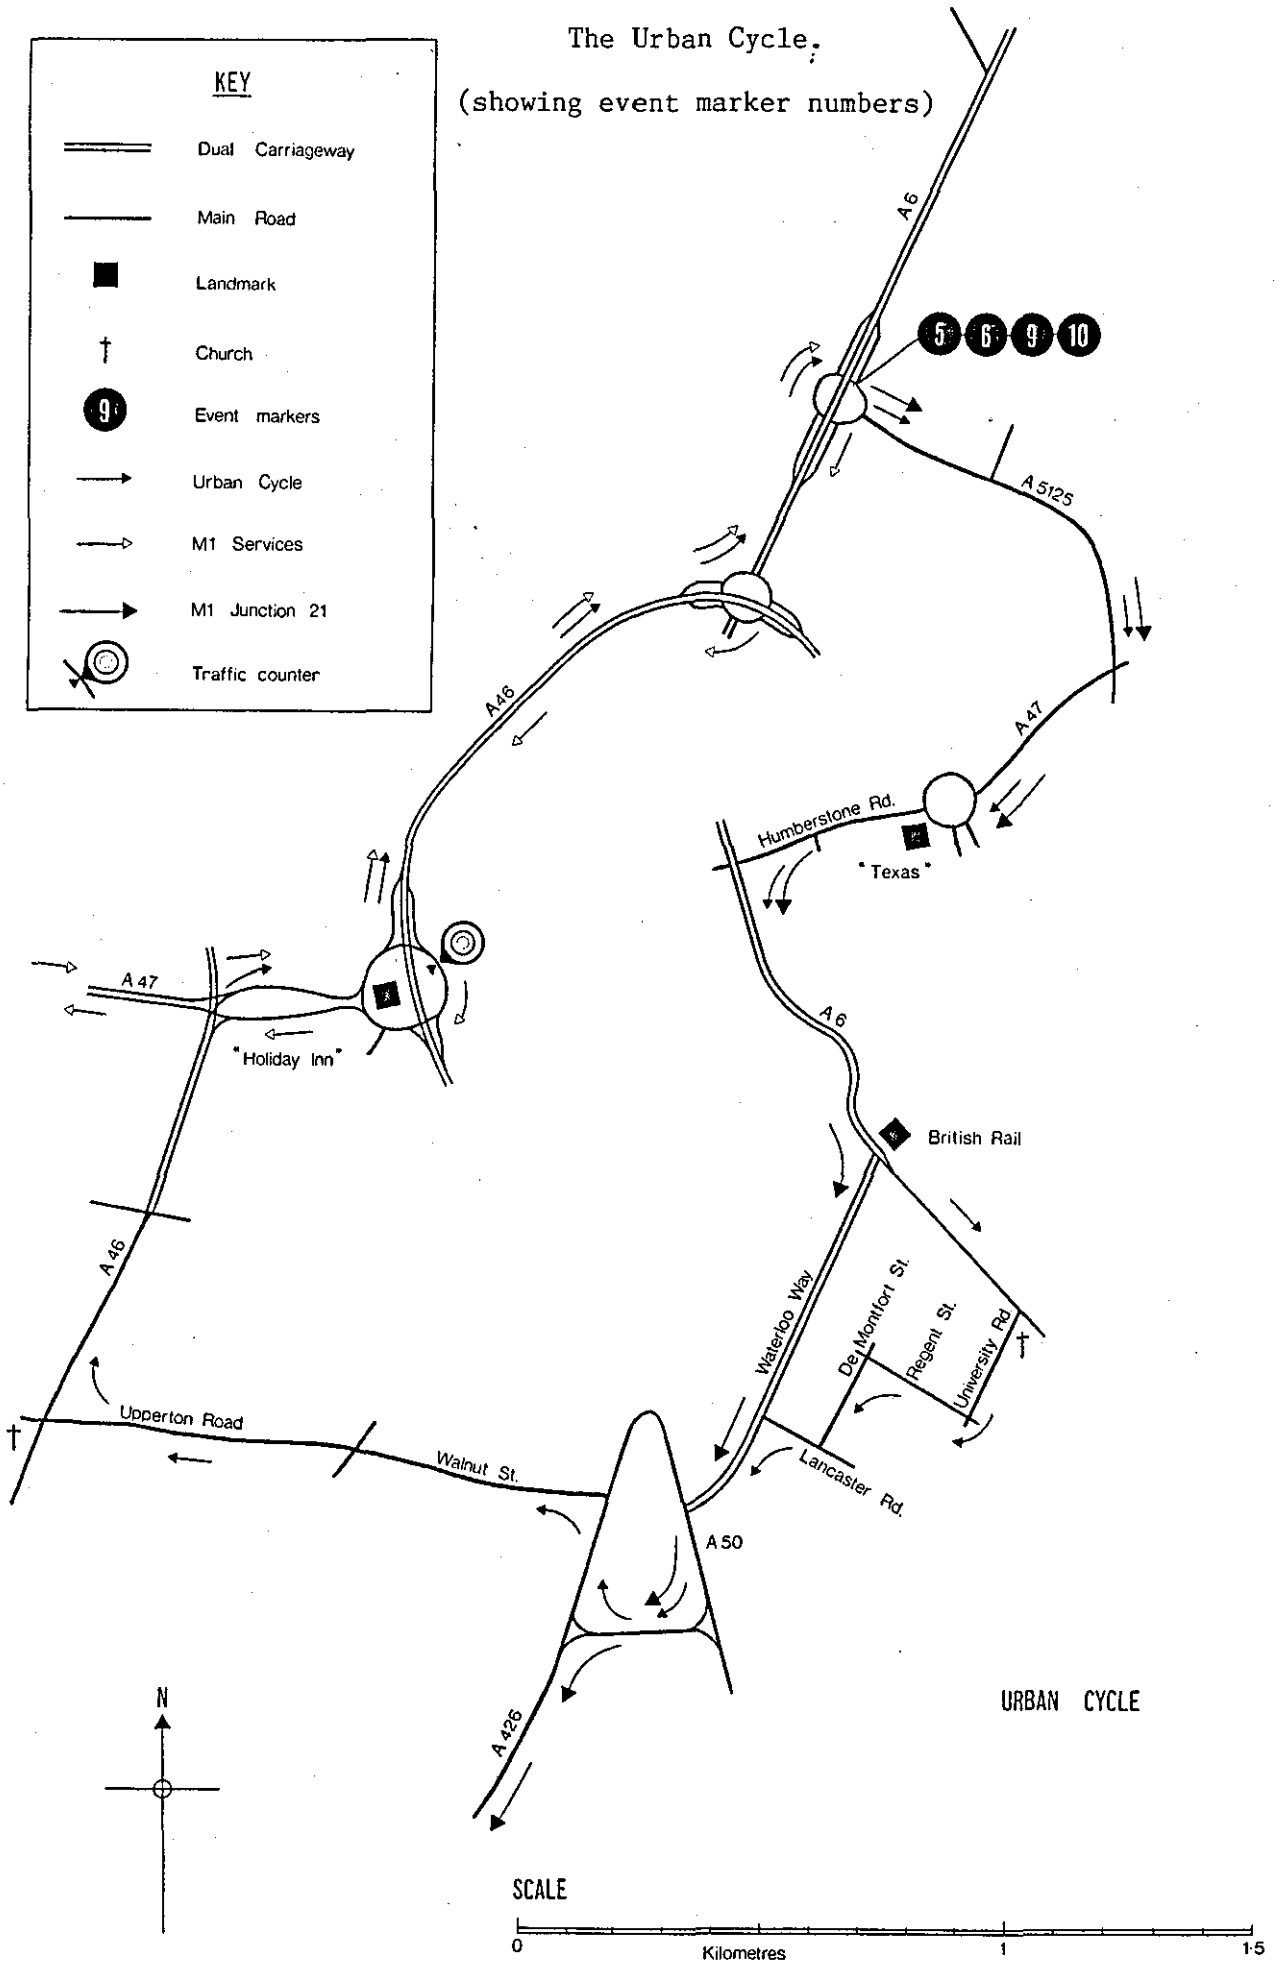 The Urban Cycle.
(showing event marker numbers)
KEY
Dual Carriageway
Main Road
Landmark
Church
9
Event markers
Urban Cycle
M1 Services
M1 Junction 21
Traffic counter
A6
5 6 9 10
A5125
A46
A47
Humberstone Rd.
"Texas"
A47
"Holiday Inn"
A6
British Rail
A46
Waterloo Way
De Montfort St.
Regent St.
University Rd.
Upperton Road
Walnut St.
Lancaster Rd.
A50
A426
N
URBAN CYCLE
SCALE
0 1 1·5
Kilometres